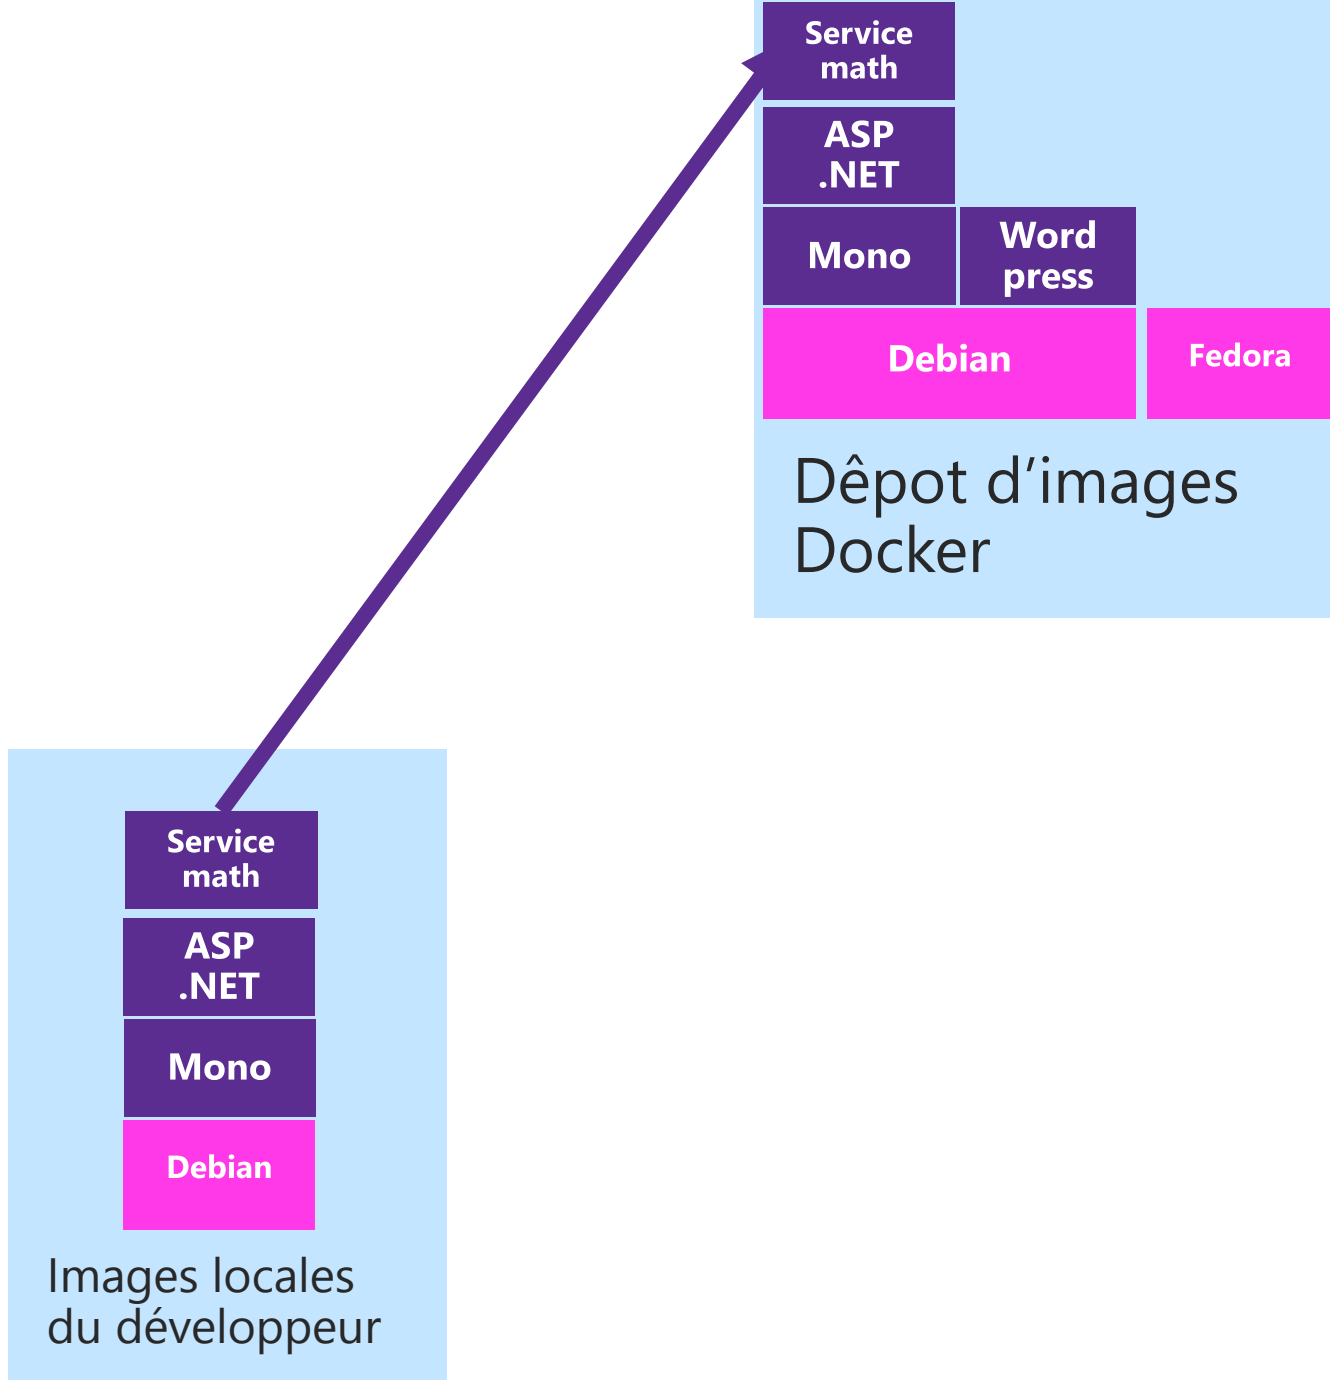 Service
math
ASP
.NET
Mono
Word
press
Debian
Fedora
Dêpot d’images
Docker
Service
math
ASP
.NET
Mono
Debian
Images locales
du développeur